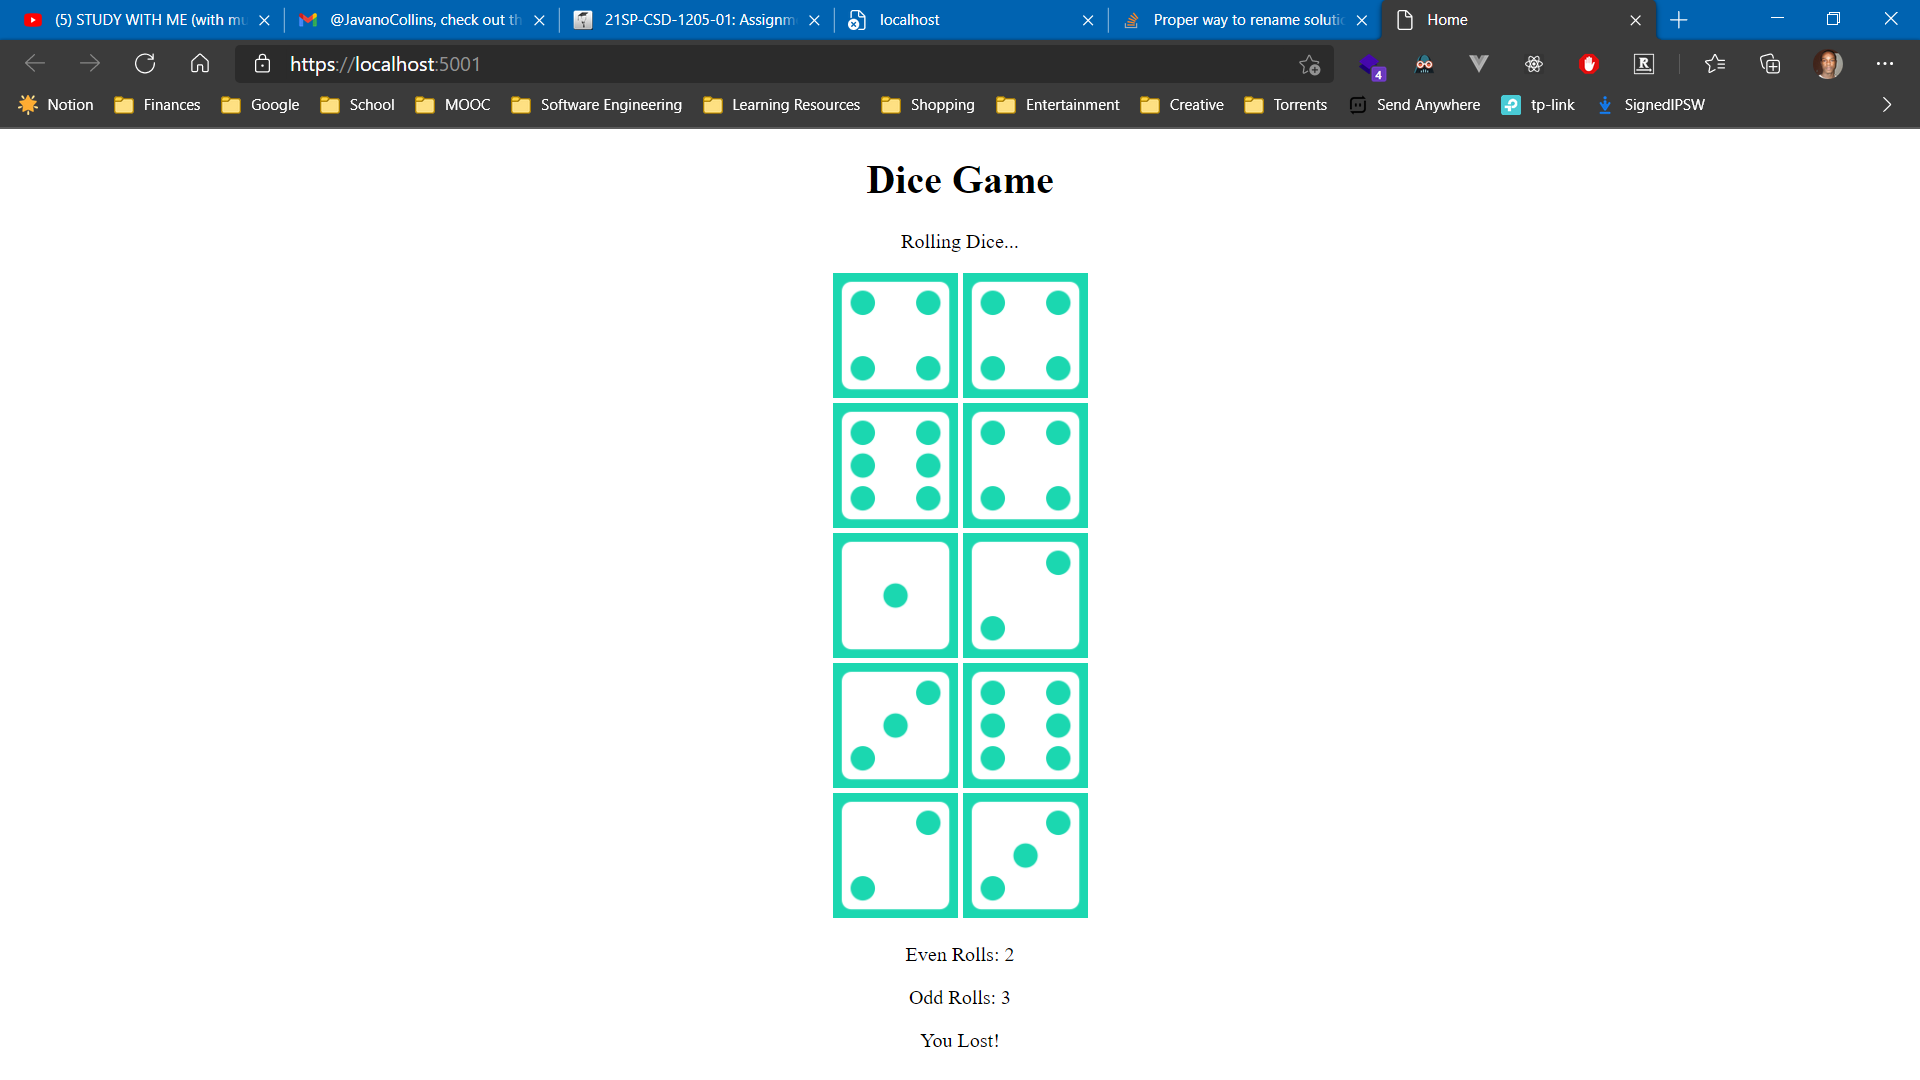 (5) STUDY WITH ME (with mu
@JavanoCollins, check out th
21SP-CSD-1205-01: Assignm
localhost
Proper way to rename soluti
Home
https://localhost:5001
4
R
Notion
Finances
Google
School
MOOC
Software Engineering
Learning Resources
Shopping
Entertainment
Creative
Torrents
Send Anywhere
tp-link
SignedIPSW
Dice Game
Rolling Dice...
Even Rolls: 2
Odd Rolls: 3
You Lost!